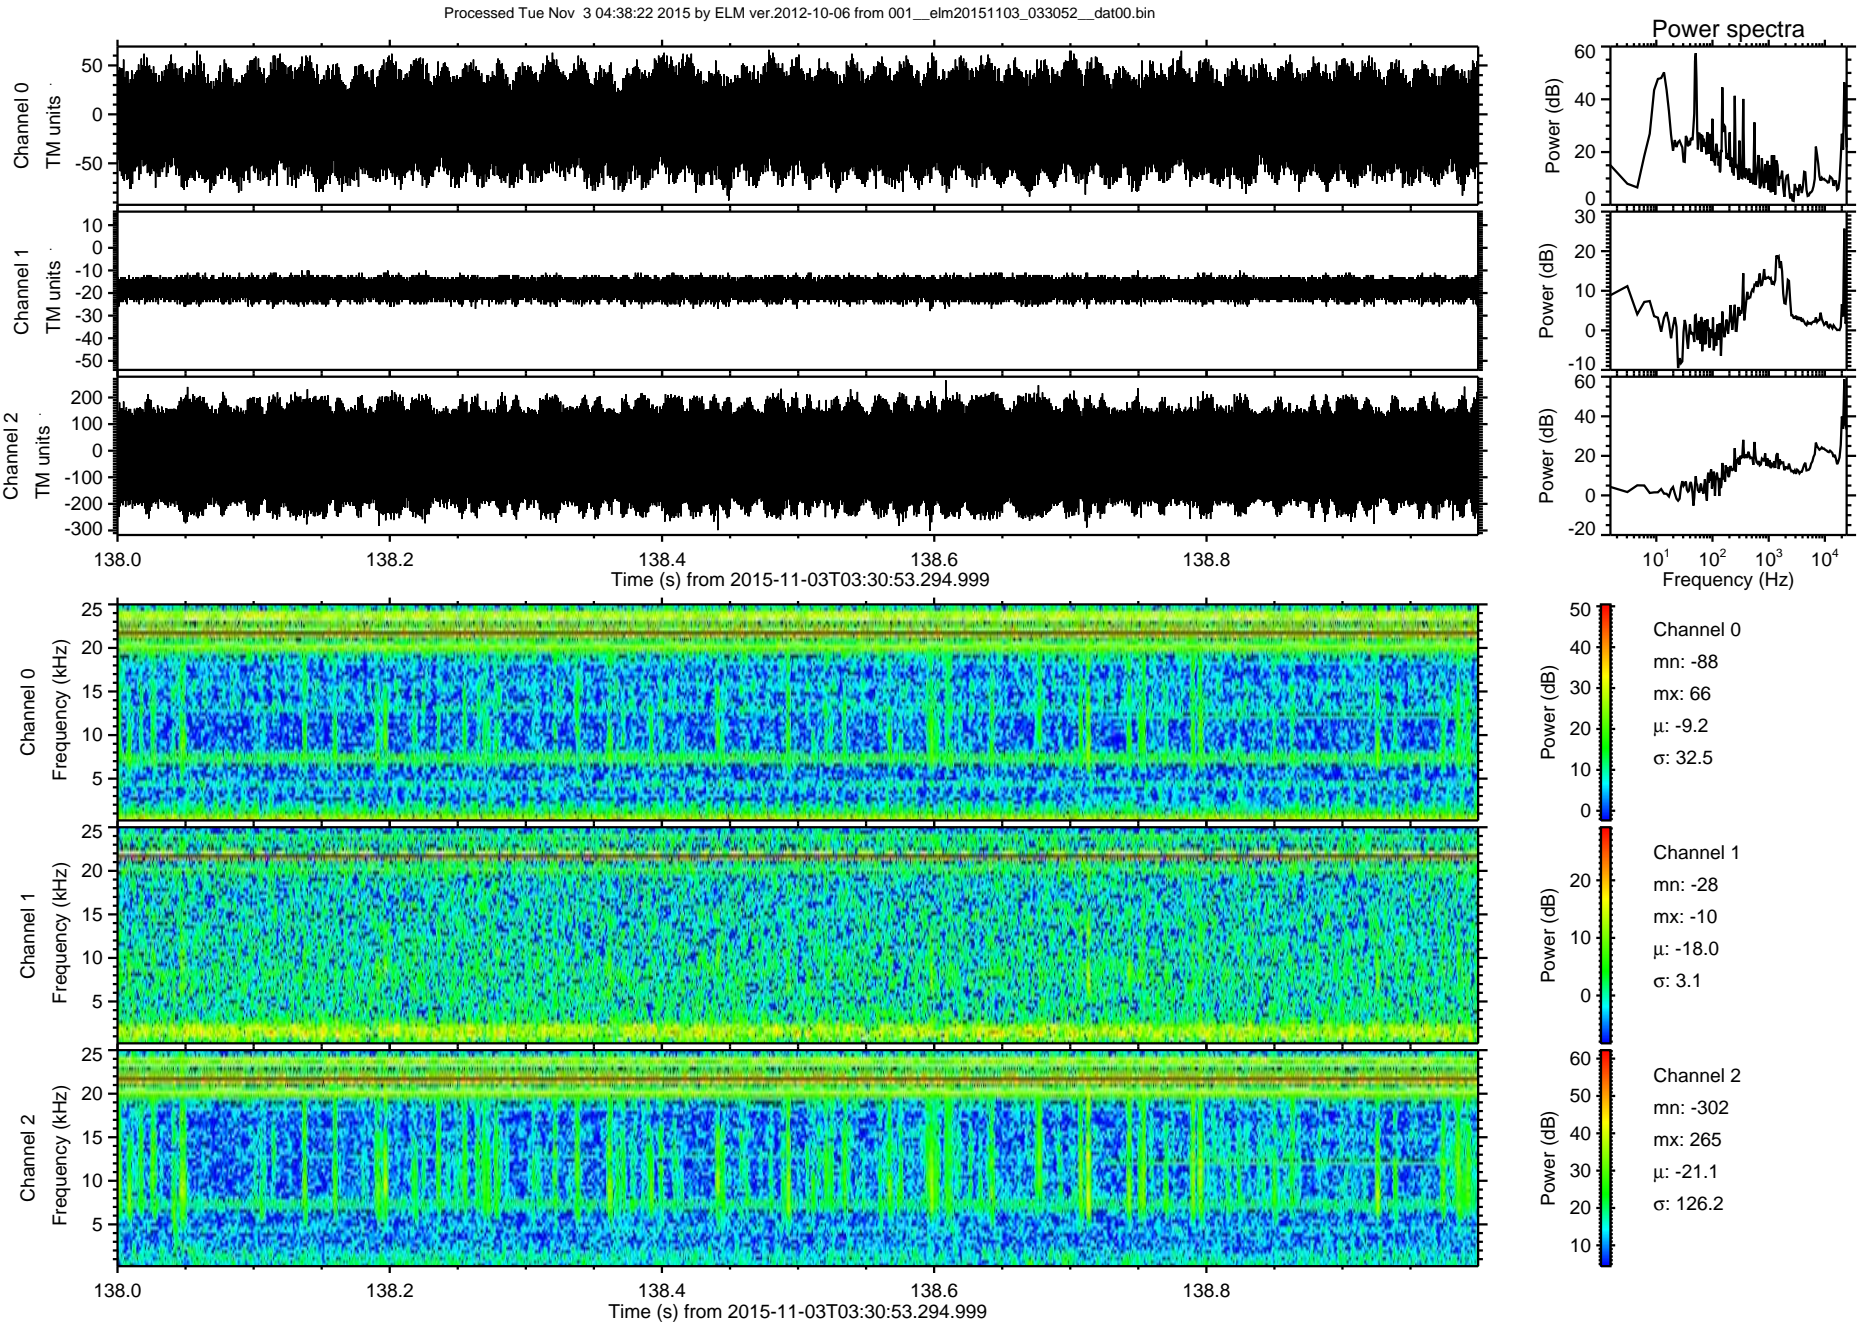 Processed Tue Nov  3 04:38:22 2015 by ELM ver.2012-10-06 from 001__elm20151103_033052__dat00.bin
Power spectra
Channel 0
TM units
50
0
-50
Power (dB)
60
40
20
0
Channel 1
TM units
10
0
-10
-20
-30
-40
-50
Power (dB)
30
20
10
0
-10
Channel 2
TM units
200
100
0
-100
-200
-300
Power (dB)
60
40
20
0
-20
138.0 138.2 138.4 138.6 138.8
Time (s) from 2015-11-03T03:30:53.294.999
10¹ 10² 10³ 10⁴
Frequency (Hz)
Channel 0
Frequency (kHz)
25
20
15
10
5
Power (dB)
50
40
30
20
10
0
Channel 0
mn: -88
mx: 66
μ: -9.2
σ: 32.5
Channel 1
Frequency (kHz)
25
20
15
10
5
Power (dB)
20
10
0
Channel 1
mn: -28
mx: -10
μ: -18.0
σ: 3.1
Channel 2
Frequency (kHz)
25
20
15
10
5
Power (dB)
60
50
40
30
20
10
Channel 2
mn: -302
mx: 265
μ: -21.1
σ: 126.2
138.0 138.2 138.4 138.6 138.8
Time (s) from 2015-11-03T03:30:53.294.999